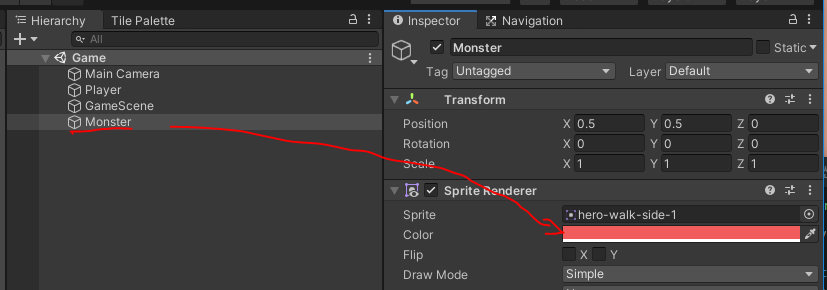 Hierarchy
Tile Palette
All
Game
Main Camera
Player
GameScene
Monster
Inspector
Navigation
Monster
Static
Tag Untagged
Layer Default
Transform
Position X 0.5 Y 0.5 Z 0
Rotation X 0 Y 0 Z 0
Scale X 1 Y 1 Z 1
Sprite Renderer
Sprite hero-walk-side-1
Color
Flip X Y
Draw Mode Simple